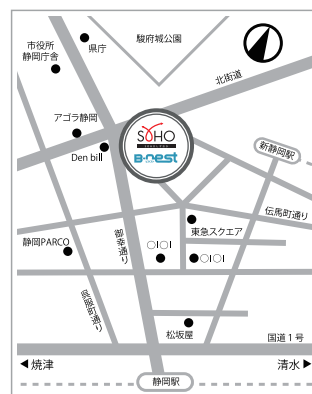 駿府城公園
県庁
市役所
静岡庁舎
北街道
アゴラ静岡
Den bill
SOHO
B-nest
新静岡駅
伝馬町通り
東急スクエア
静岡PARCO
御幸通り
○I○I
○I○I
呉服町通り
松坂屋
国道1号
焼津
清水
静岡駅